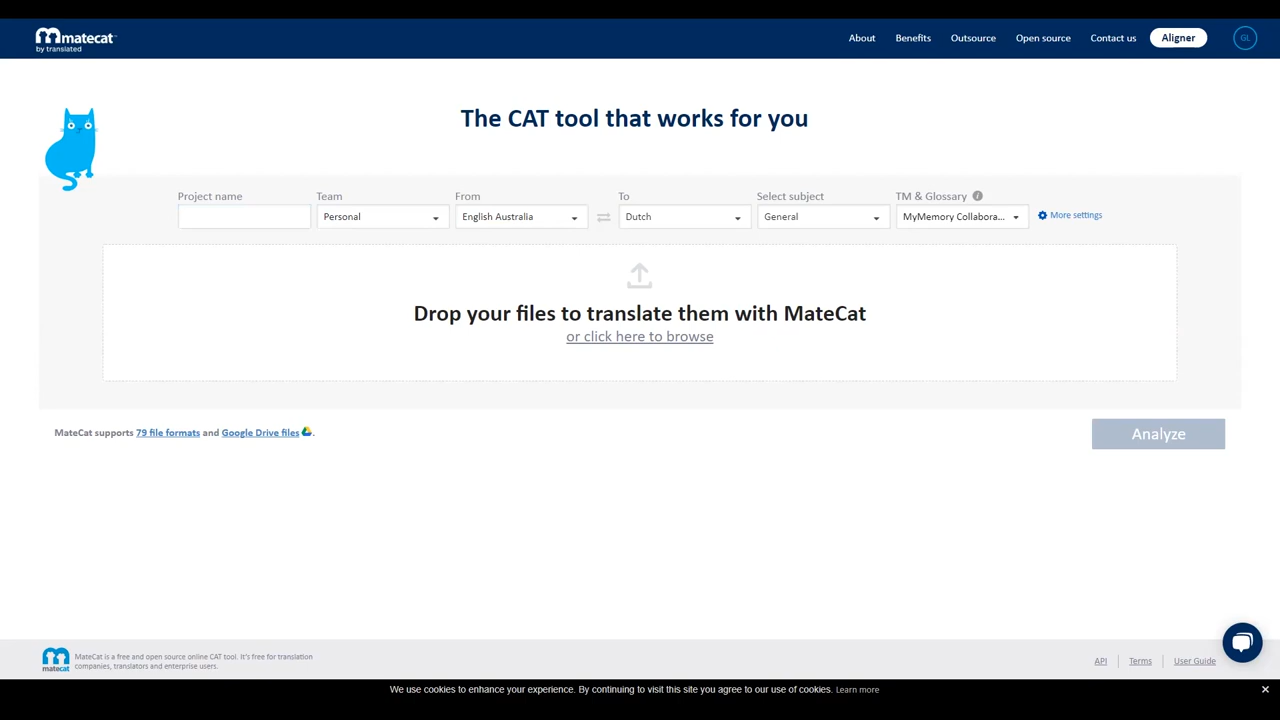 matecat
by translated
About Benefits Outsource Open source Contact us Aligner GL
The CAT tool that works for you
Project name Team From To Select subject TM & Glossary i
Personal English Australia Dutch General MyMemory Collabora... More settings
Drop your files to translate them with MateCat
or click here to browse
MateCat supports 79 file formats and Google Drive files.
Analyze
matecat
MateCat is a free and open source online CAT tool. It's free for translation
companies, translators and enterprise users.
API Terms User Guide
We use cookies to enhance your experience. By continuing to visit this site you agree to our use of cookies. Learn more ×